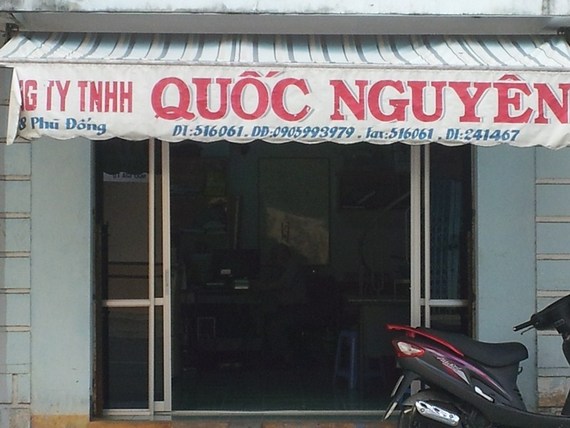 TY TNHH QUỐC NGUYÊN
8 Phù Đổng ĐT:516061. DĐ:0905993979. fax:516061. ĐT:241467